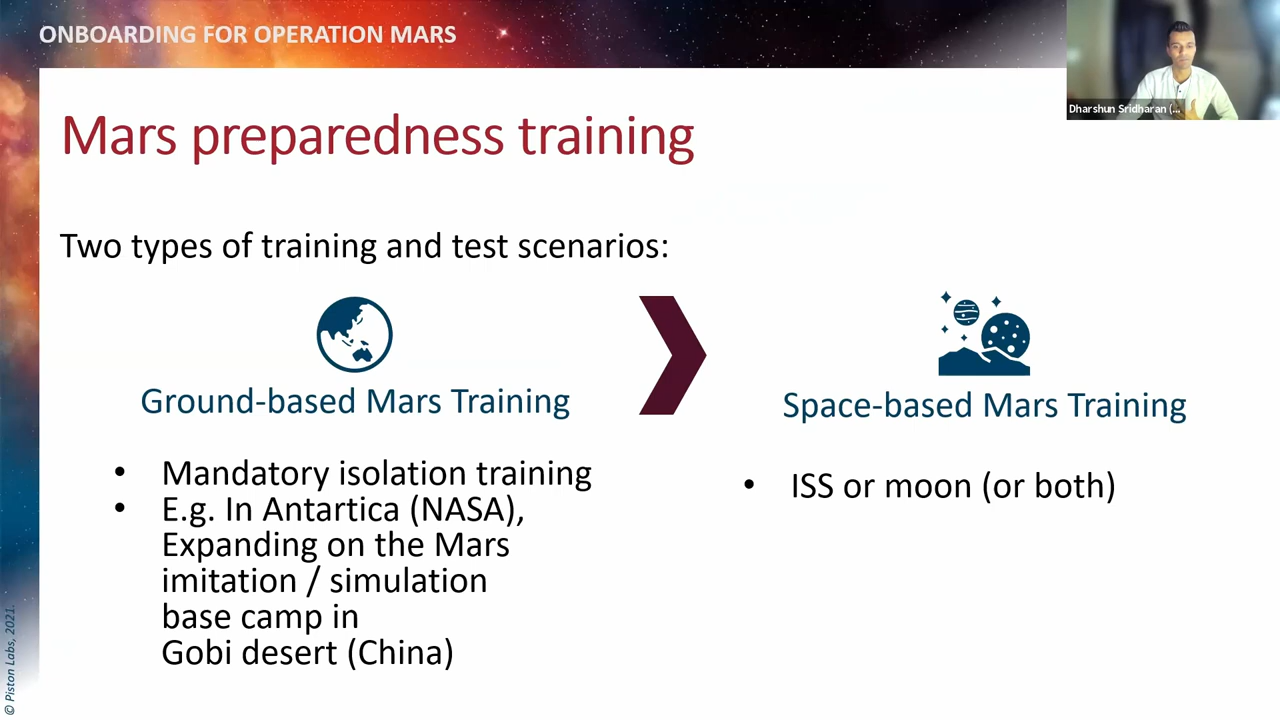 ONBOARDING FOR OPERATION MARS
Dharshun Sridharan (...
Mars preparedness training
Two types of training and test scenarios:
Ground-based Mars Training
• Mandatory isolation training
• E.g. In Antartica (NASA),
Expanding on the Mars
imitation / simulation
base camp in
Gobi desert (China)
Space-based Mars Training
• ISS or moon (or both)
© Piston Labs, 2021.